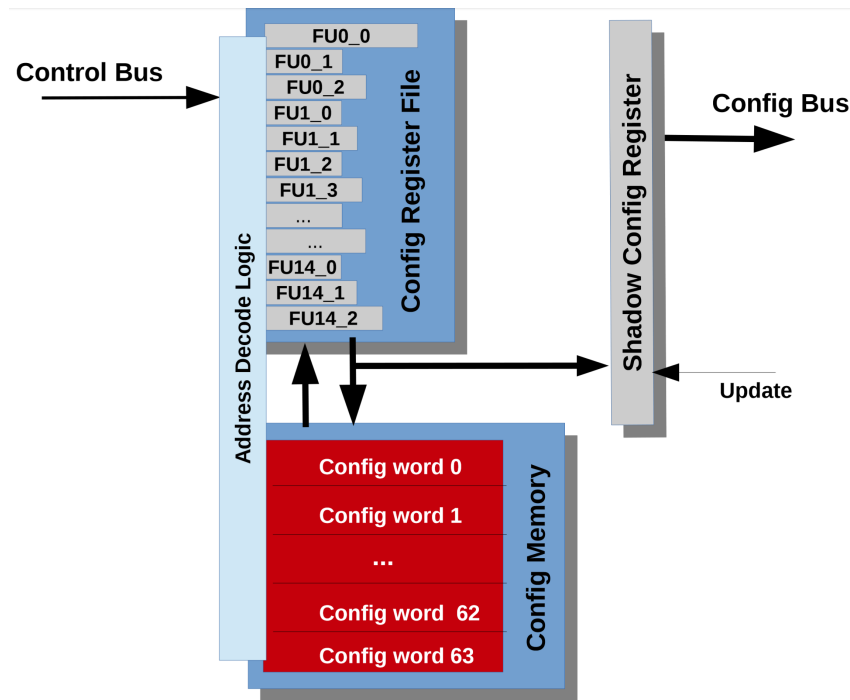 Control Bus
Address Decode Logic
FU0_0
FU0_1
FU0_2
FU1_0
FU1_1
FU1_2
FU1_3
...
...
FU14_0
FU14_1
FU14_2
Config Register File
Shadow Config Register
Config Bus
Update
Config word 0
Config word 1
...
Config word 62
Config word 63
Config Memory